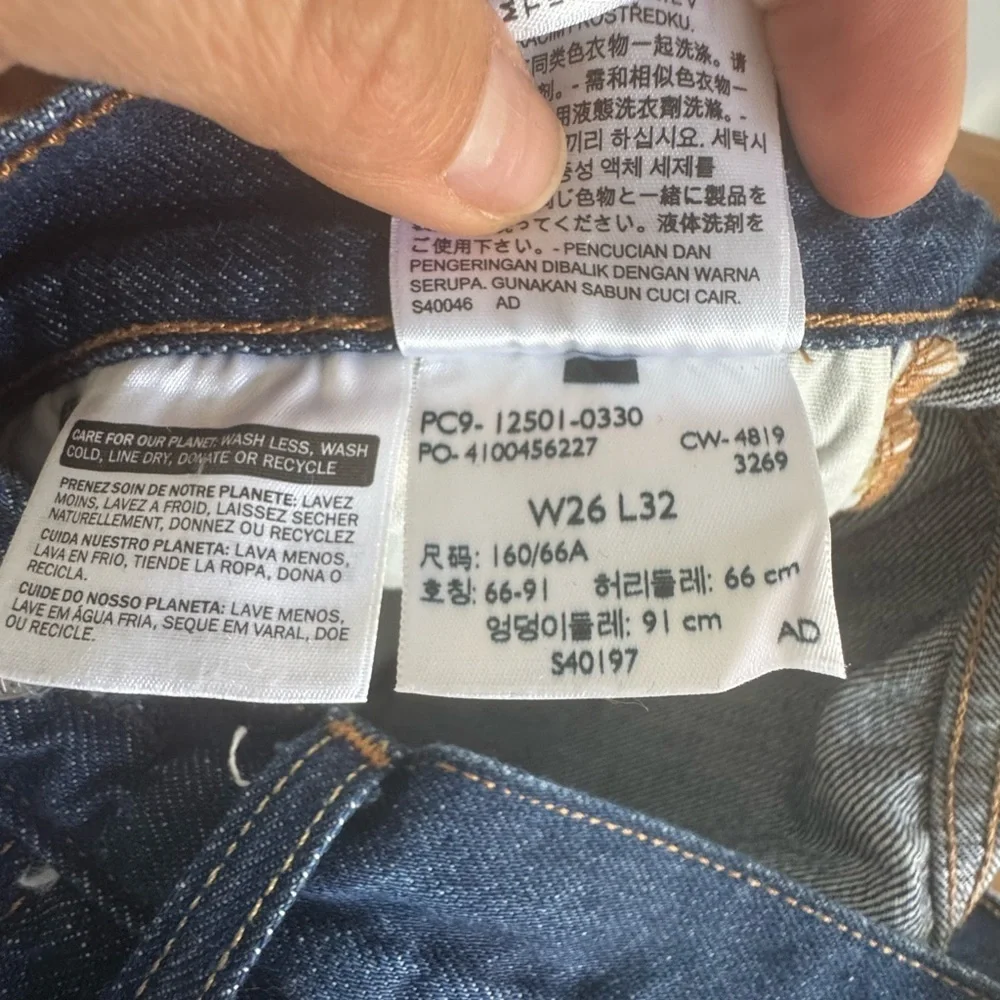 ROSTŘEDKU.
同类色衣物一起洗涤。请
剂。- 需和相似色衣物一
用液態洗衣劑洗滌。-
끼리 하십시요. 세탁시
중성 액체 세제를
じ色物と一緒に製品を
ってください。液体洗剤を
ご使用下さい。- PENCUCIAN DAN
PENGERINGAN DIBALIK DENGAN WARNA
SERUPA. GUNAKAN SABUN CUCI CAIR.
S40046 AD
CARE FOR OUR PLANET: WASH LESS, WASH
COLD, LINE DRY, DONATE OR RECYCLE
PRENEZ SOIN DE NOTRE PLANETE: LAVEZ
MOINS, LAVEZ A FROID, LAISSEZ SECHER
NATURELLEMENT, DONNEZ OU RECYCLEZ
CUIDA NUESTRO PLANETA: LAVA MENOS,
LAVA EN FRIO, TIENDE LA ROPA, DONA O
RECICLA.
CUIDE DO NOSSO PLANETA: LAVE MENOS,
LAVE EM ÁGUA FRIA, SEQUE EM VARAL, DOE
OU RECICLE.
PC9- 12501-0330
PO- 4100456227
CW- 4819
3269
W26 L32
尺码: 160/66A
호칭: 66-91 허리둘레: 66 cm
엉덩이둘레: 91 cm
S40197
AD